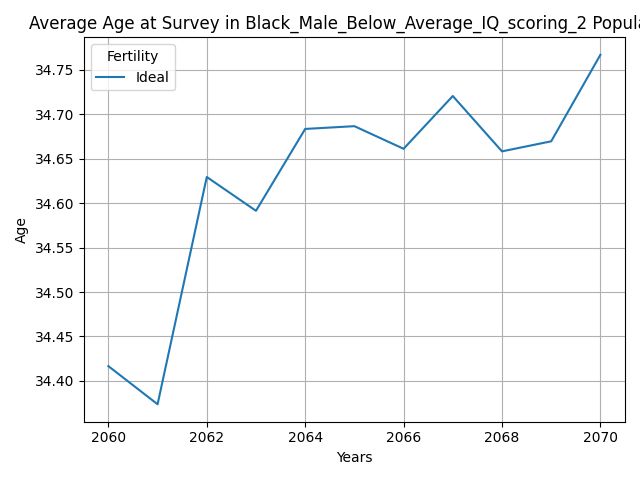 Average Age at Survey in Black_Male_Below_Average_IQ_scoring_2 Popula
Fertility
Ideal
34.75
34.70
34.65
34.60
34.55
34.50
34.45
34.40
Age
2060 2062 2064 2066 2068 2070
Years